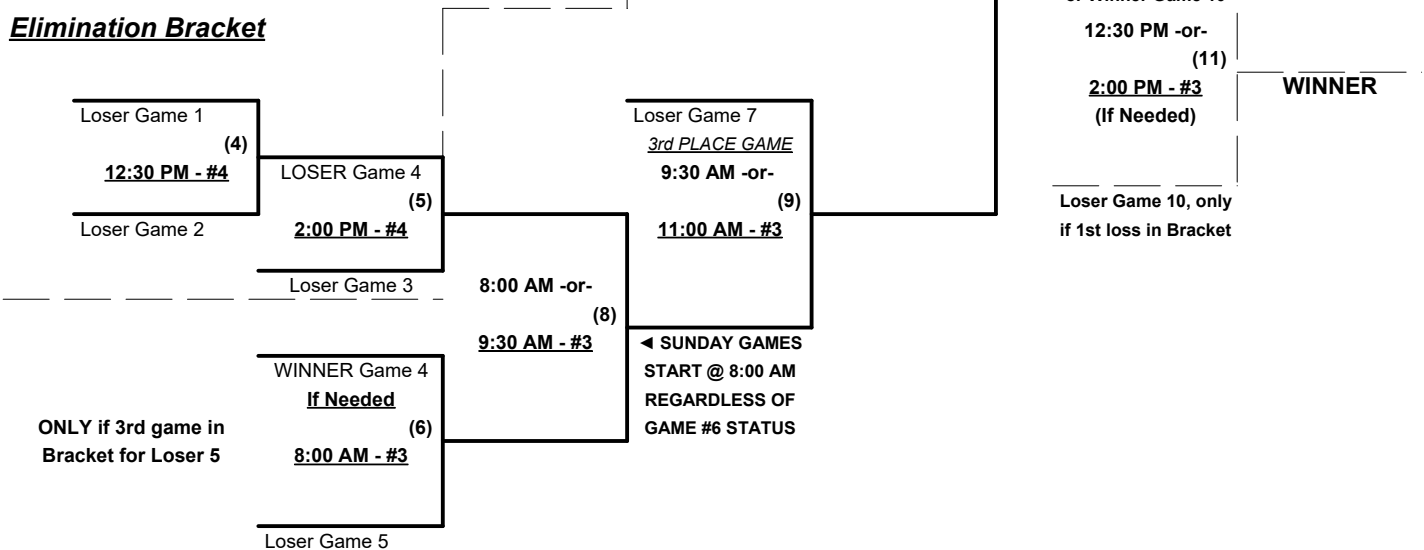 Elimination Bracket
12:30 PM -or-
(11)
2:00 PM - #3
(If Needed)
WINNER
Loser Game 10, only
if 1st loss in Bracket
Loser Game 1
(4)
12:30 PM - #4
Loser Game 2
LOSER Game 4
(5)
2:00 PM - #4
Loser Game 3
Loser Game 7
3rd PLACE GAME
9:30 AM -or-
(9)
11:00 AM - #3
8:00 AM -or-
(8)
9:30 AM - #3
◄ SUNDAY GAMES
START @ 8:00 AM
REGARDLESS OF
GAME #6 STATUS
WINNER Game 4
If Needed
(6)
8:00 AM - #3
ONLY if 3rd game in
Bracket for Loser 5
Loser Game 5